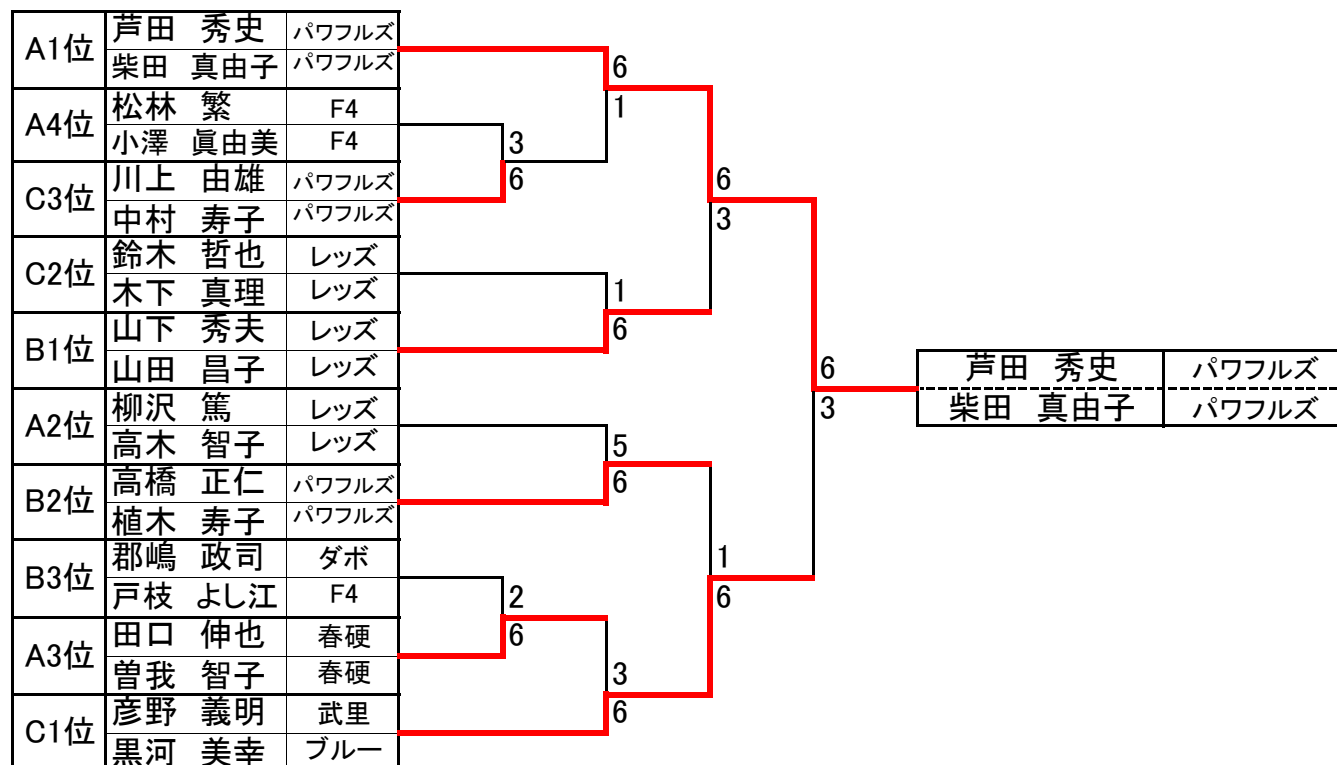 A1位 芦田 秀史 パワフルズ
柴田 真由子 パワフルズ
6
A4位 松林 繁 F4
1
小澤 眞由美 F4
3
C3位 川上 由雄 パワフルズ
6
6
中村 寿子 パワフルズ
3
C2位 鈴木 哲也 レッズ
木下 真理 レッズ
1
B1位 山下 秀夫 レッズ
6
山田 昌子 レッズ
6
芦田 秀史 パワフルズ
A2位 柳沢 篤 レッズ
3
柴田 真由子 パワフルズ
高木 智子 レッズ
5
B2位 高橋 正仁 パワフルズ
6
植木 寿子 パワフルズ
B3位 郡嶋 政司 ダボ
1
戸枝 よし江 F4
2
6
A3位 田口 伸也 春硬
6
曽我 智子 春硬
3
C1位 彦野 義明 武里
6
黒河 美幸 ブルー